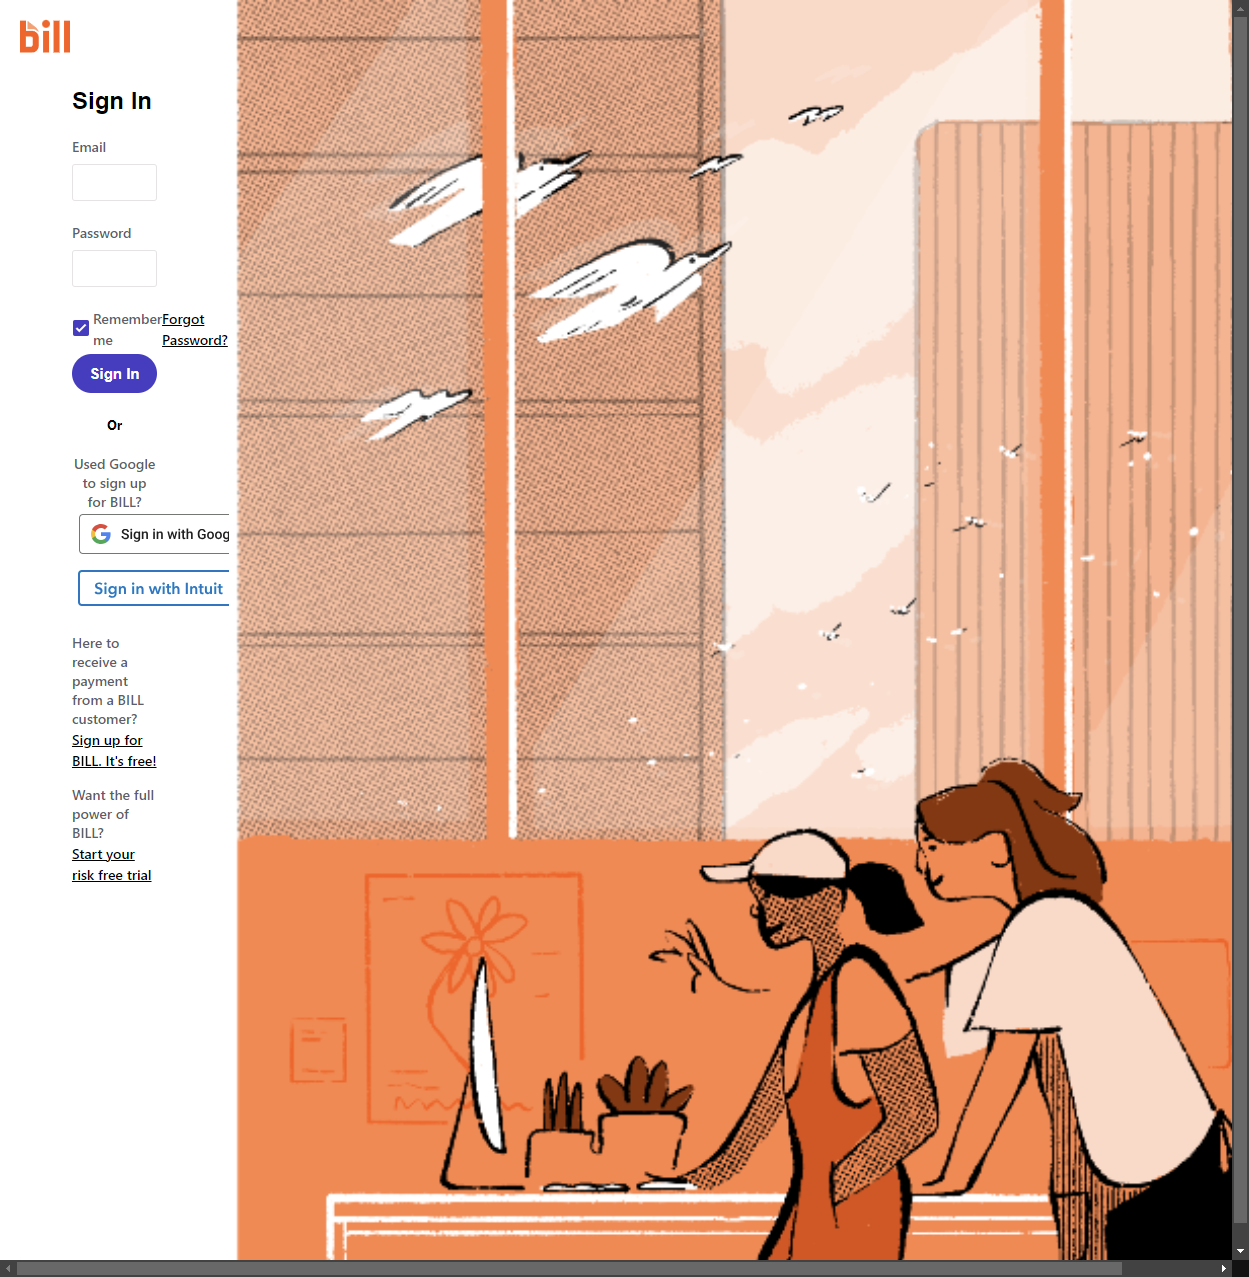 bill
Sign In
Email
Password
Remember
me
Forgot
Password?
Sign In
Or
Used Google
to sign up
for BILL?
Sign in with Goog
Sign in with Intuit
Here to
receive a
payment
from a BILL
customer?
Sign up for
BILL. It's free!
Want the full
power of
BILL?
Start your
risk free trial